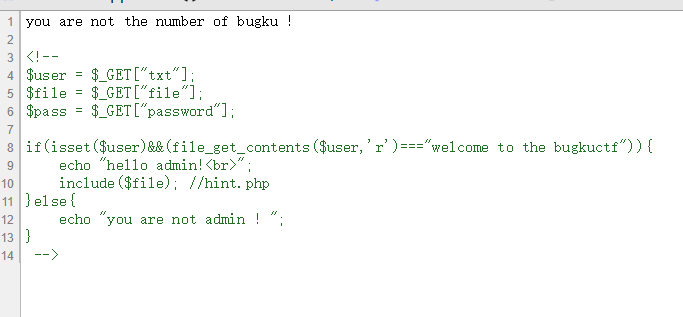 1 you are not the number of bugku !
2
3 <!--
4 $user = $_GET["txt"];
5 $file = $_GET["file"];
6 $pass = $_GET["password"];
7
8 if(isset($user)&&(file_get_contents($user,'r')==="welcome to the bugkuctf")){
9     echo "hello admin!<br>";
10     include($file); //hint.php
11 }else{
12     echo "you are not admin ! ";
13 }
14  -->